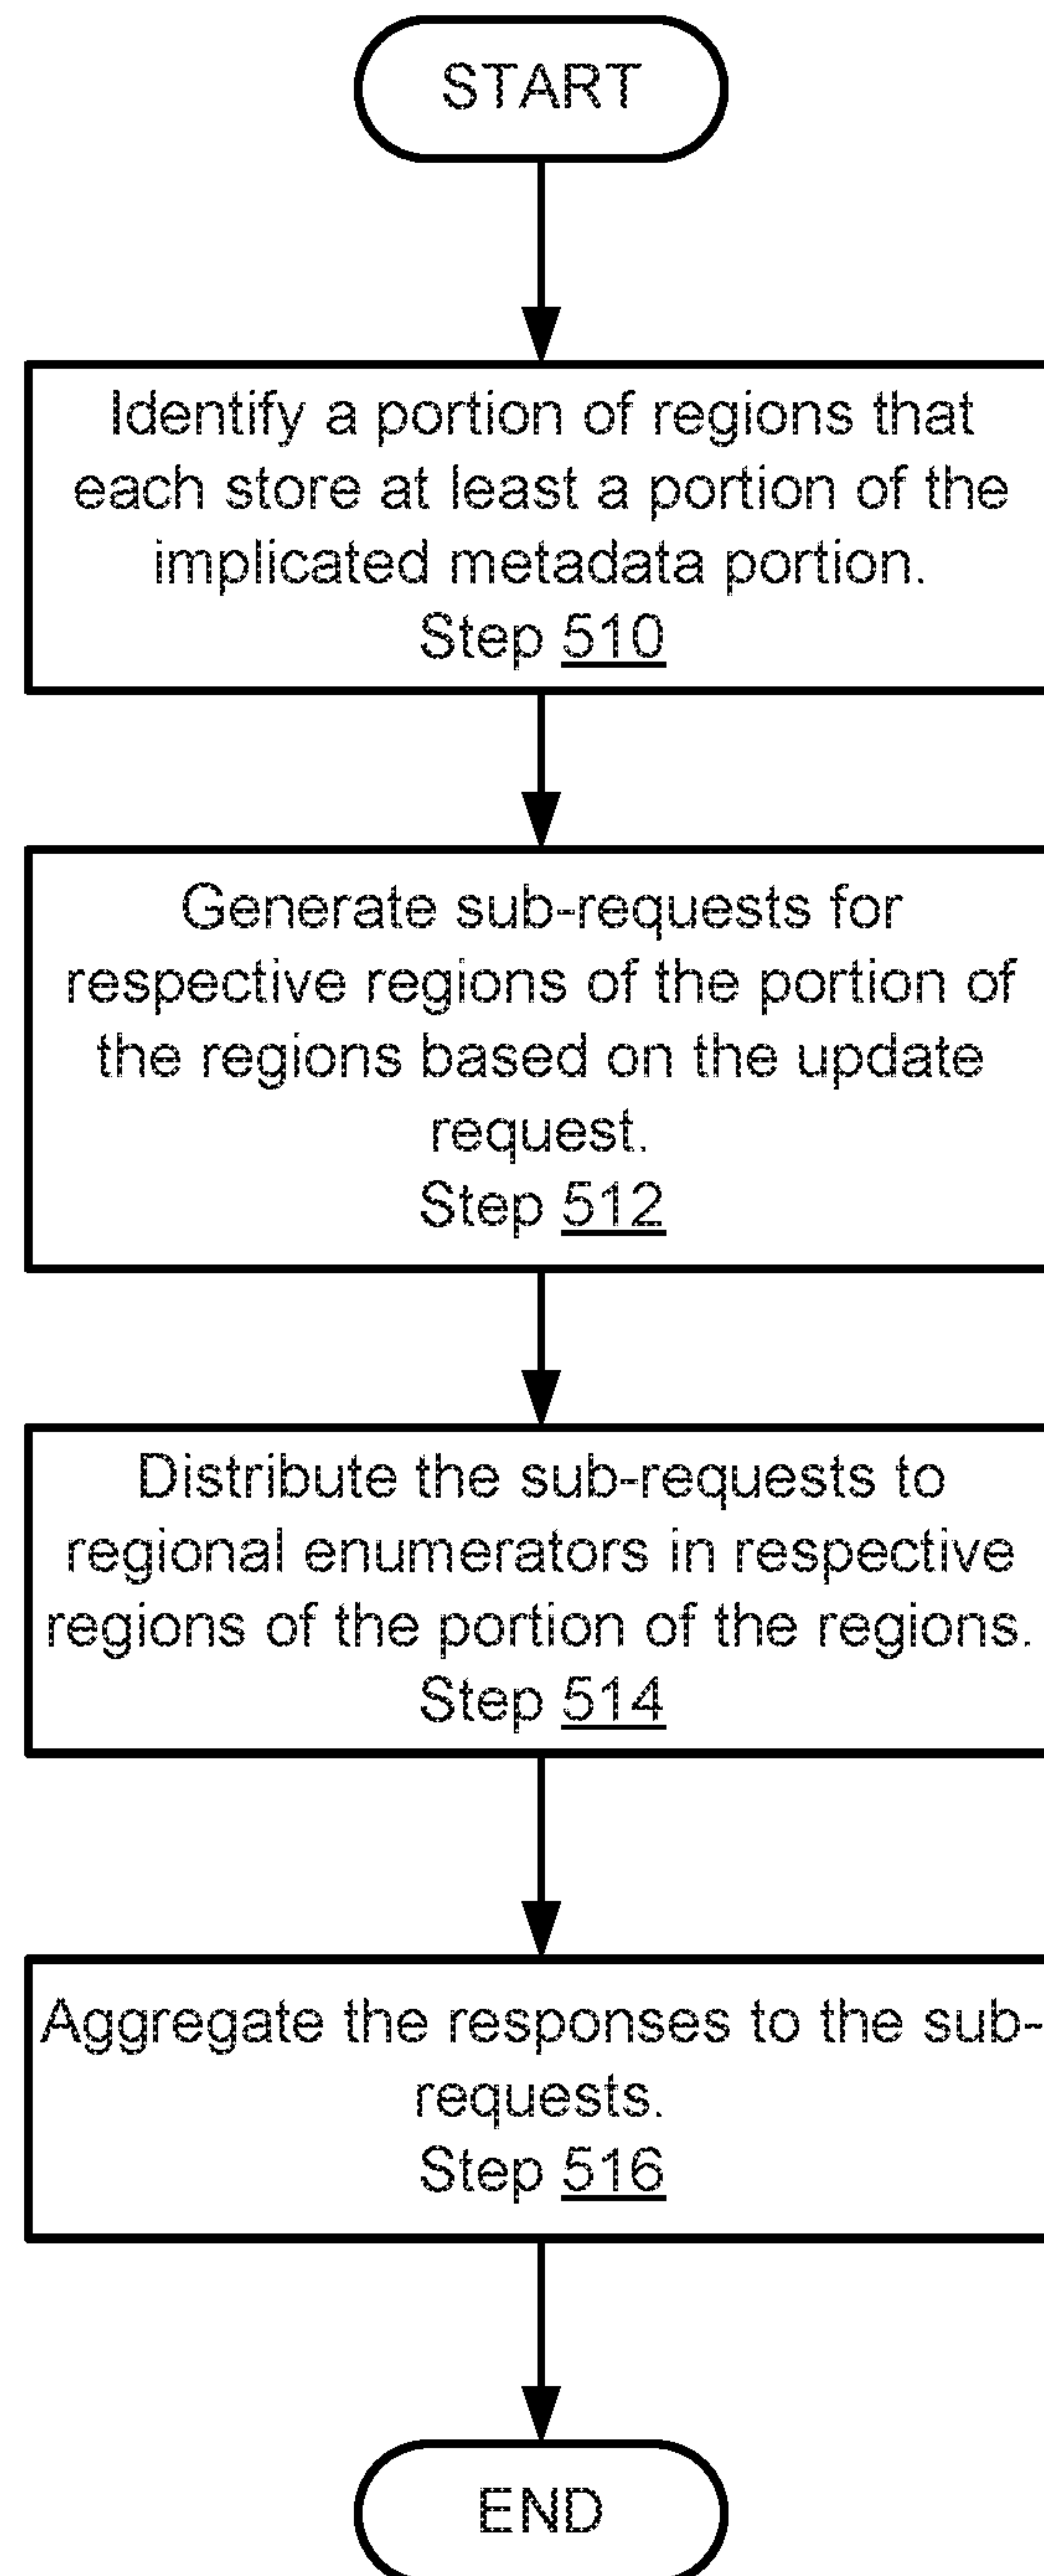 START
Identify a portion of regions that
each store at least a portion of the
implicated metadata portion.
Step 510
Generate sub-requests for
respective regions of the portion of
the regions based on the update
request.
Step 512
Distribute the sub-requests to
regional enumerators in respective
regions of the portion of the regions.
Step 514
Aggregate the responses to the sub-
requests.
Step 516
END